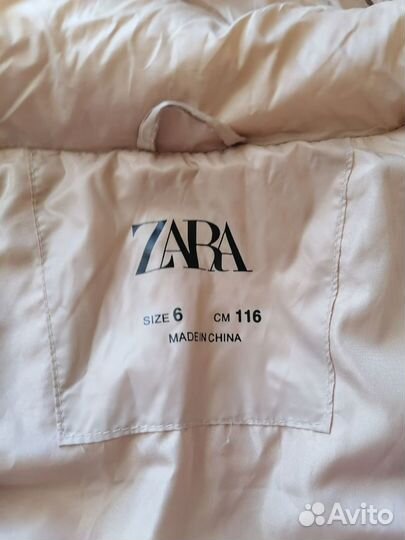 ZARA
SIZE 6 CM 116
MADE IN CHINA
Avito